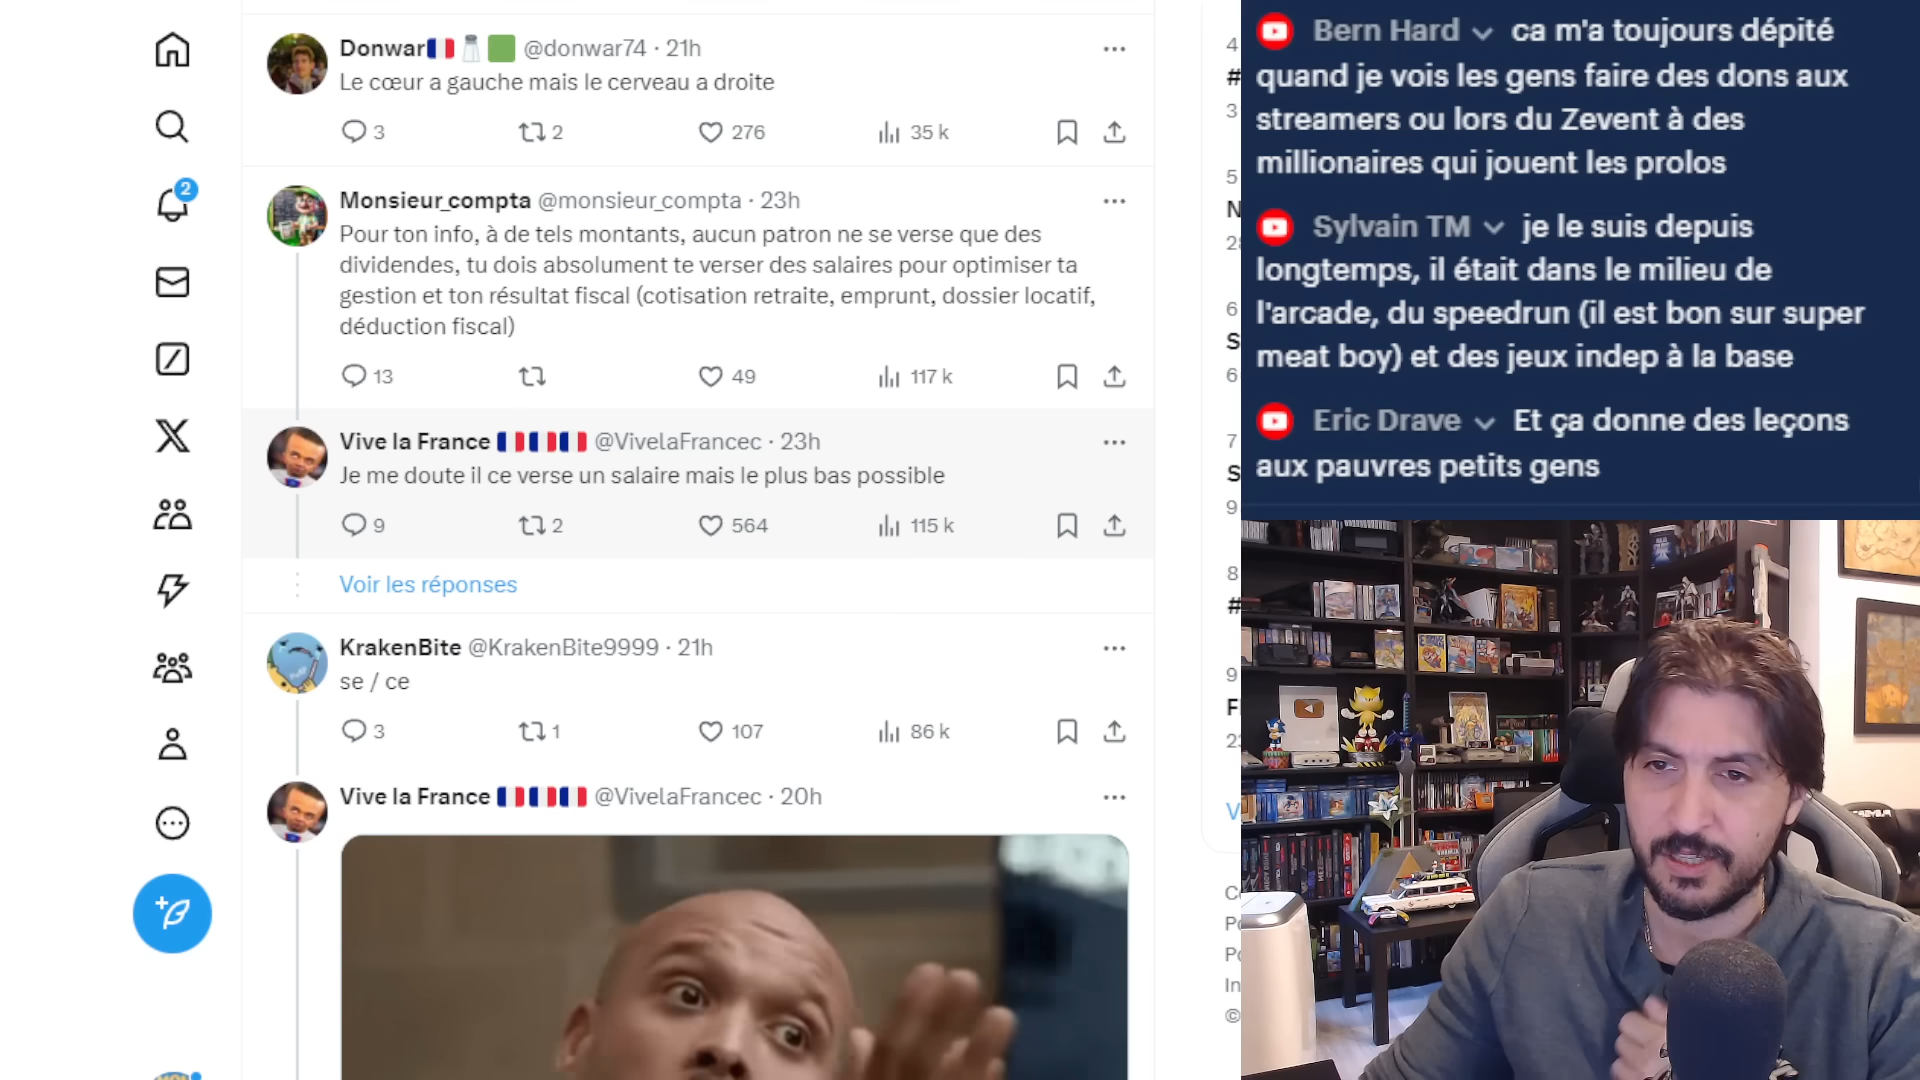 Donwar @donwar74 · 21h
Le cœur a gauche mais le cerveau a droite
3 2 276 35 k
2
Monsieur_compta @monsieur_compta · 23h
Pour ton info, à de tels montants, aucun patron ne se verse que des
dividendes, tu dois absolument te verser des salaires pour optimiser ta
gestion et ton résultat fiscal (cotisation retraite, emprunt, dossier locatif,
déduction fiscal)
13 49 117 k
Vive la France @VivelaFrancec · 23h
Je me doute il ce verse un salaire mais le plus bas possible
9 2 564 115 k
Voir les réponses
KrakenBite @KrakenBite9999 · 21h
se / ce
3 1 107 86 k
Vive la France @VivelaFrancec · 20h
Bern Hard ca m'a toujours dépité
quand je vois les gens faire des dons aux
streamers ou lors du Zevent à des
millionaires qui jouent les prolos
Sylvain TM je le suis depuis
longtemps, il était dans le milieu de
l'arcade, du speedrun (il est bon sur super
meat boy) et des jeux indep à la base
Eric Drave Et ça donne des leçons
aux pauvres petits gens